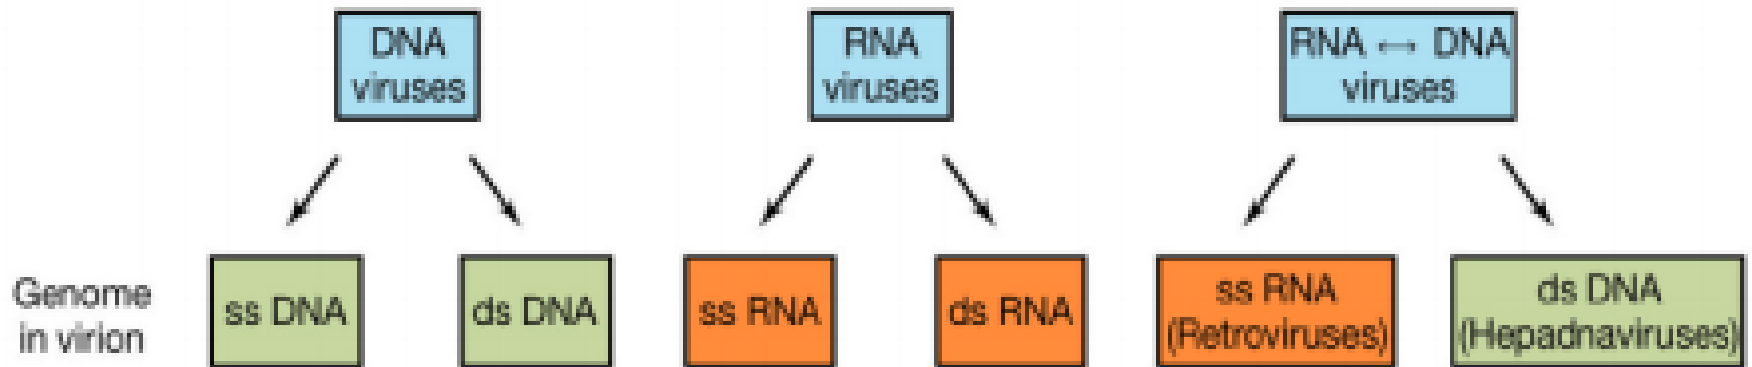 DNA
viruses
RNA
viruses
RNA ↔ DNA
viruses
Genome
in virion
ss DNA
ds DNA
ss RNA
ds RNA
ss RNA
(Retroviruses)
ds DNA
(Hepadnaviruses)